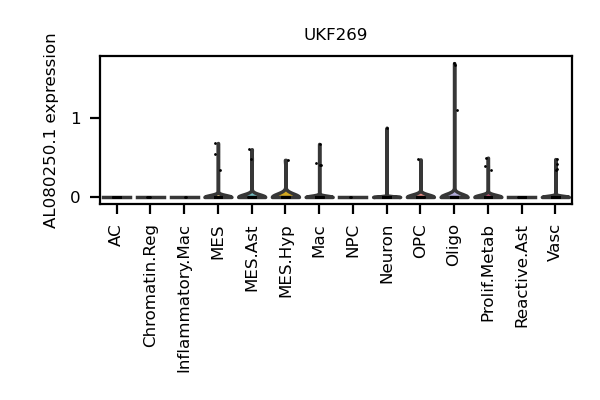 UKF269
AL080250.1 expression
1
0
AC
Chromatin.Reg
Inflammatory.Mac
MES
MES.Ast
MES.Hyp
Mac
NPC
Neuron
OPC
Oligo
Prolif.Metab
Reactive.Ast
Vasc